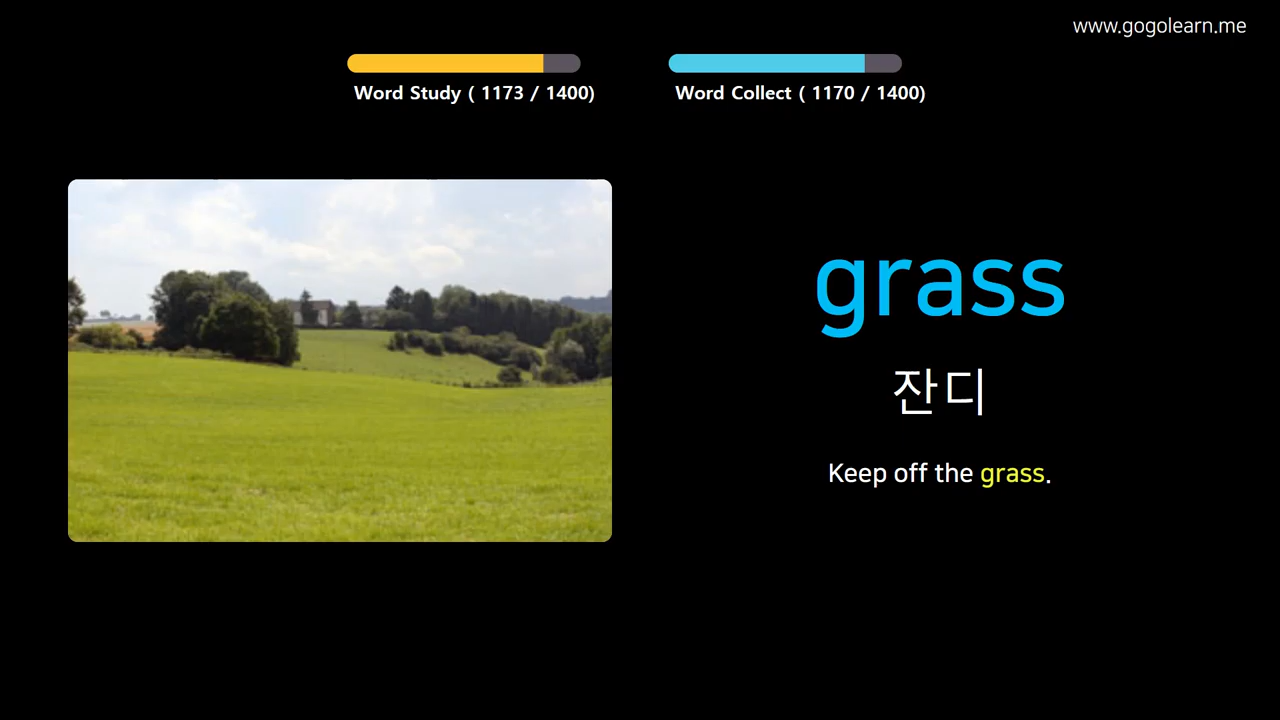 www.gogolearn.me
Word Study ( 1173 / 1400)
Word Collect ( 1170 / 1400)
grass
잔디
Keep off the grass.